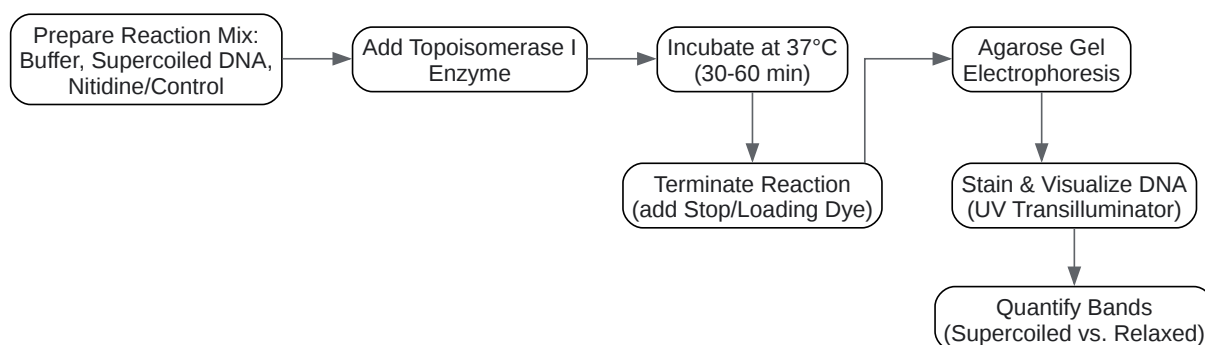 Prepare Reaction Mix:
Buffer, Supercoiled DNA,
Nitidine/Control
Add Topoisomerase I
Enzyme
Incubate at 37°C
(30-60 min)
Terminate Reaction
(add Stop/Loading Dye)
Agarose Gel
Electrophoresis
Stain & Visualize DNA
(UV Transilluminator)
Quantify Bands
(Supercoiled vs. Relaxed)